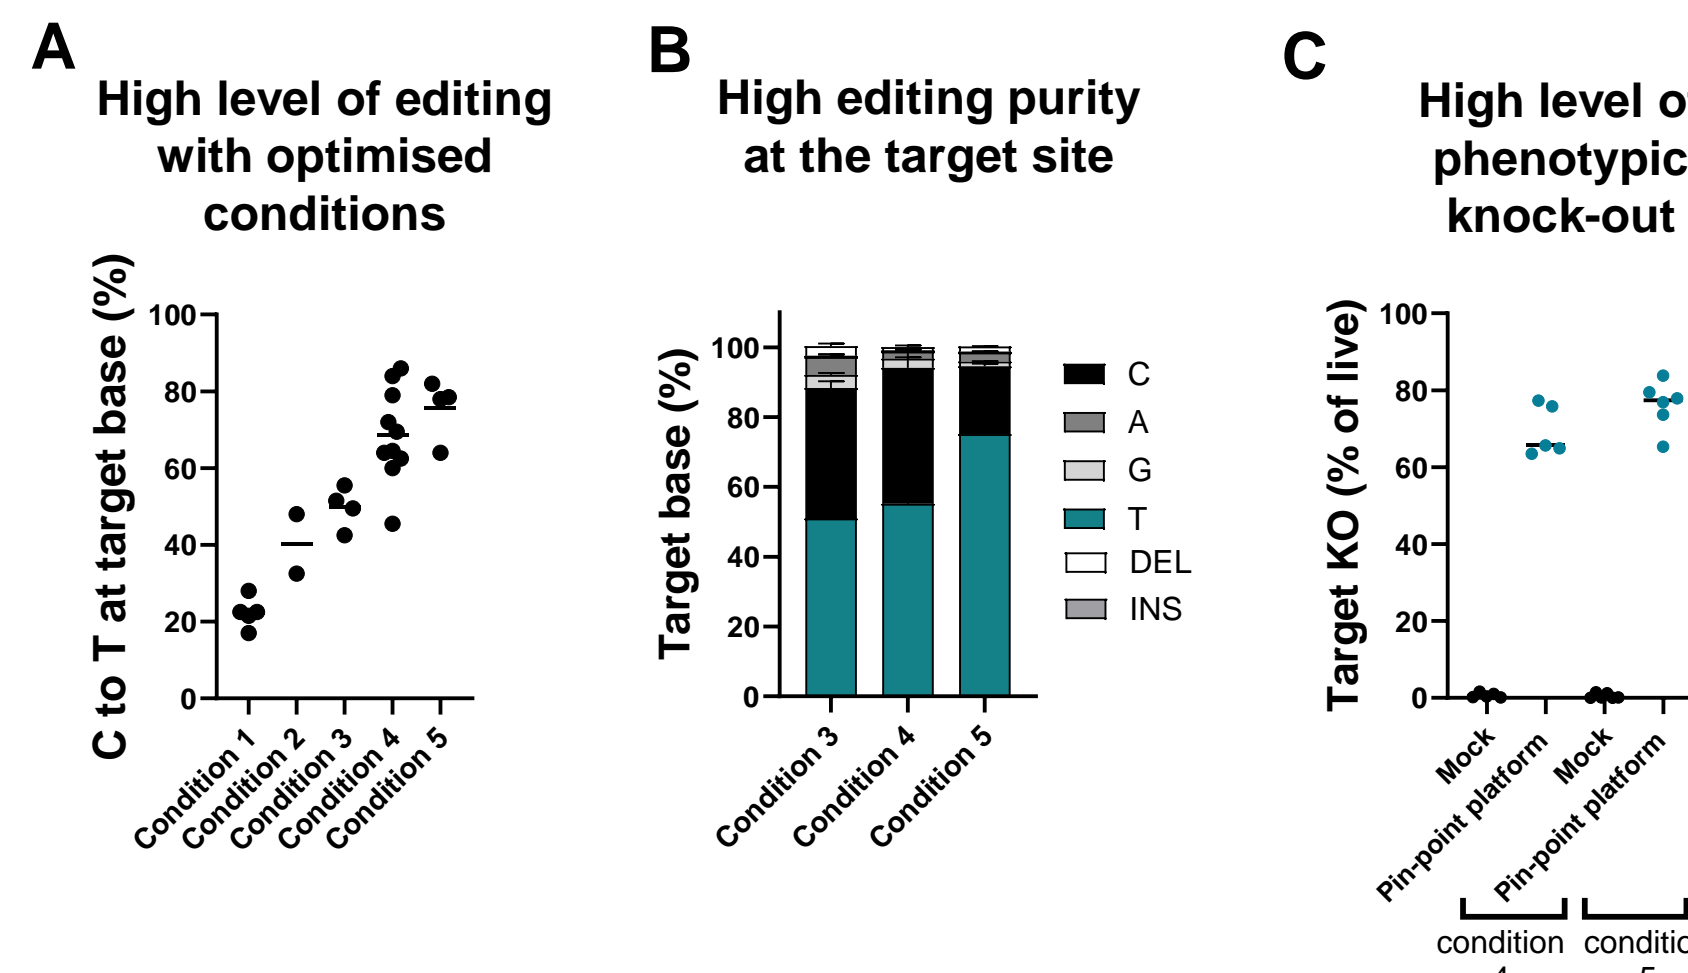 A
High level of editing
with optimised
conditions
C to T at target base (%)
100
80
60
40
20
0
Condition 1
Condition 2
Condition 3
Condition 4
Condition 5
B
High editing purity
at the target site
Target base (%)
100
80
60
40
20
0
Condition 3
Condition 4
Condition 5
C
A
G
T
DEL
INS
C
High level of
phenotypic
knock-out
Target KO (% of live)
100
80
60
40
20
0
Mock
Pin-point platform
Mock
Pin-point platform
condition
4
conditio
5